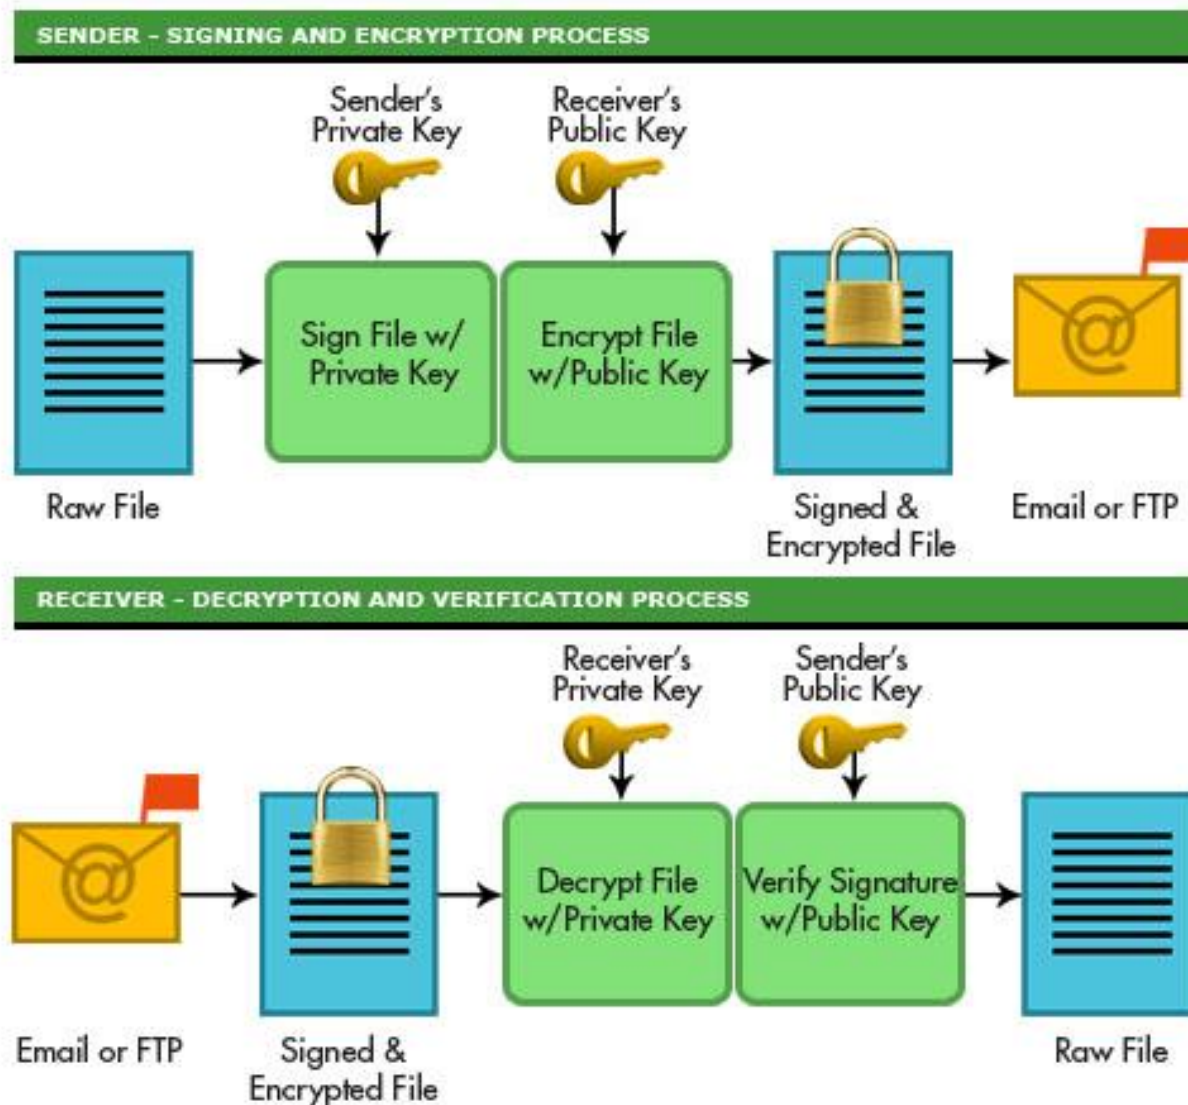 SENDER - SIGNING AND ENCRYPTION PROCESS
Sender's
Private Key
Receiver's
Public Key
Sign File w/
Private Key
Encrypt File
w/Public Key
Raw File
Signed &
Encrypted File
Email or FTP
RECEIVER - DECRYPTION AND VERIFICATION PROCESS
Receiver's
Private Key
Sender's
Public Key
@
@
Decrypt File
w/Private Key
Verify Signature
w/Public Key
Email or FTP
Signed &
Encrypted File
Raw File